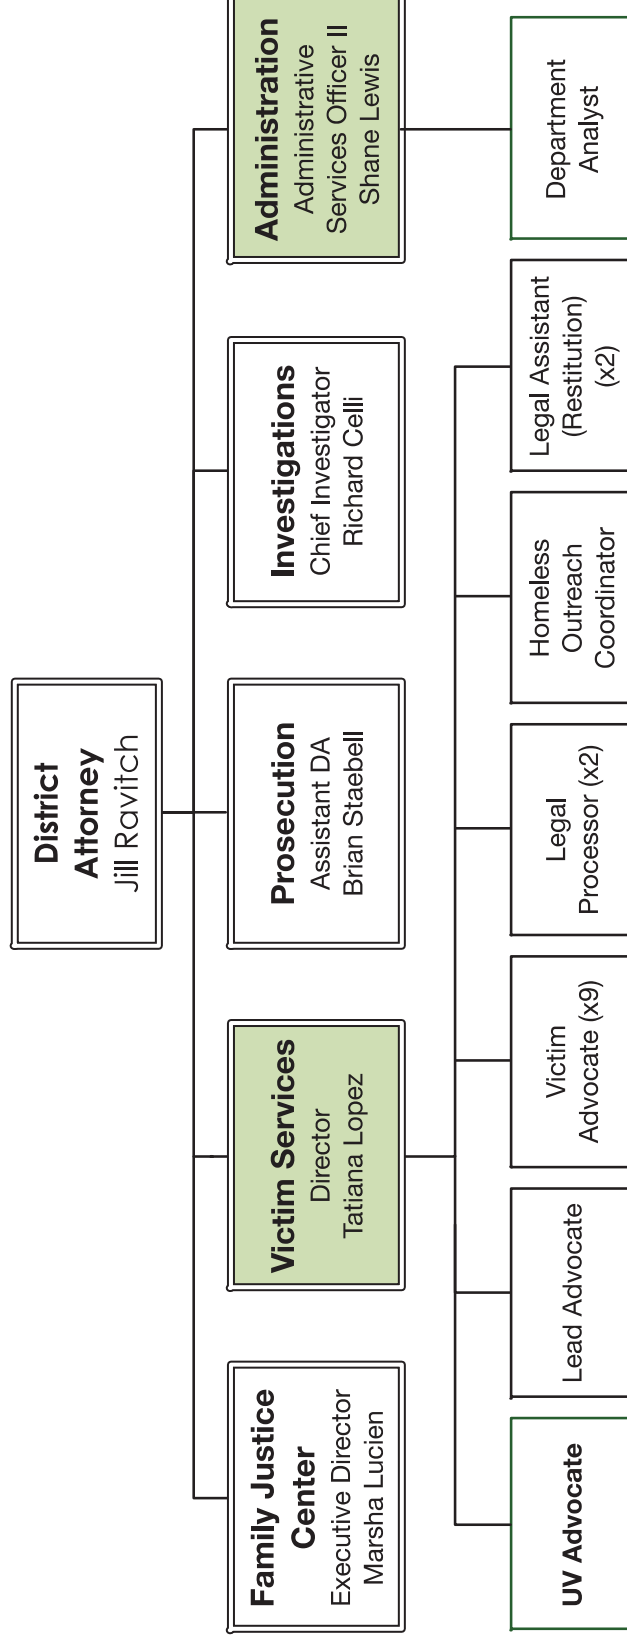 District
Attorney
Jill Ravitch
Family Justice
Center
Executive Director
Marsha Lucien
Victim Services
Director
Tatiana Lopez
Prosecution
Assistant DA
Brian Staebell
Investigations
Chief Investigator
Richard Celli
Administration
Administrative
Services Officer II
Shane Lewis
UV Advocate
Lead Advocate
Victim
Advocate (x9)
Legal
Processor (x2)
Homeless
Outreach
Coordinator
Legal Assistant
(Restitution)
(x2)
Department
Analyst